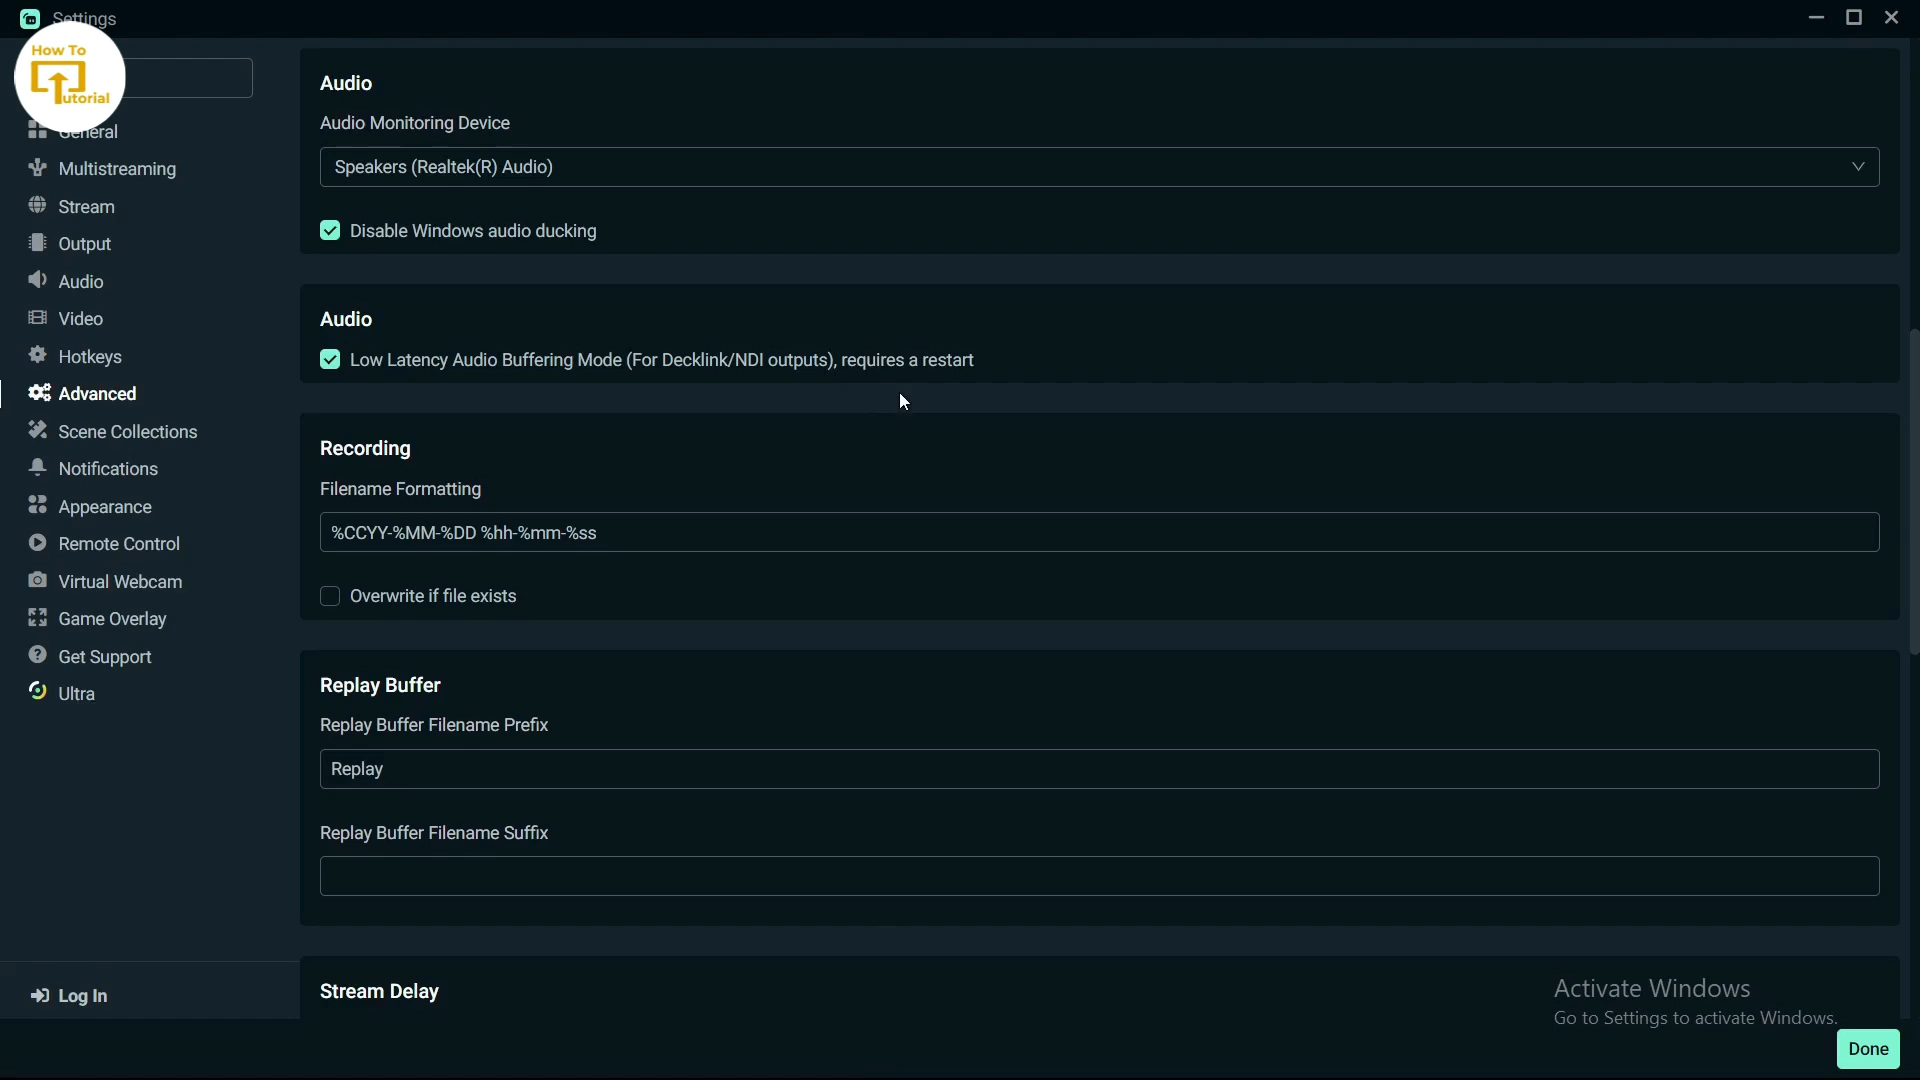 Settings
How To
Tutorial
General
Multistreaming
Stream
Output
Audio
Video
Hotkeys
Advanced
Scene Collections
Notifications
Appearance
Remote Control
Virtual Webcam
Game Overlay
Get Support
Ultra
Log In
Audio
Audio Monitoring Device
Speakers (Realtek(R) Audio)
Disable Windows audio ducking
Audio
Low Latency Audio Buffering Mode (For Decklink/NDI outputs), requires a restart
Recording
Filename Formatting
%CCYY-%MM-%DD %hh-%mm-%ss
Overwrite if file exists
Replay Buffer
Replay Buffer Filename Prefix
Replay
Replay Buffer Filename Suffix
Stream Delay
Activate Windows
Go to Settings to activate Windows.
Done